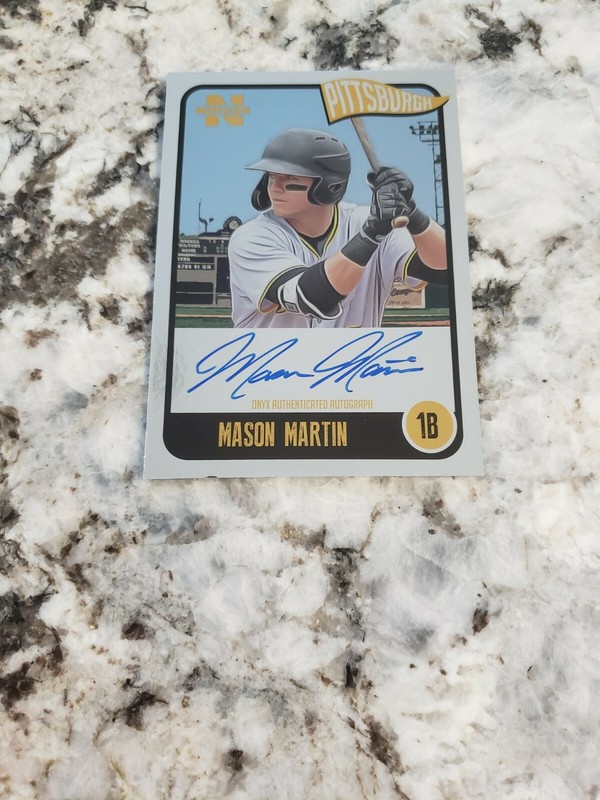 PITTSBURGH
N
Mason Martin
ONYX AUTHENTICATED AUTOGRAPH
MASON MARTIN
1B